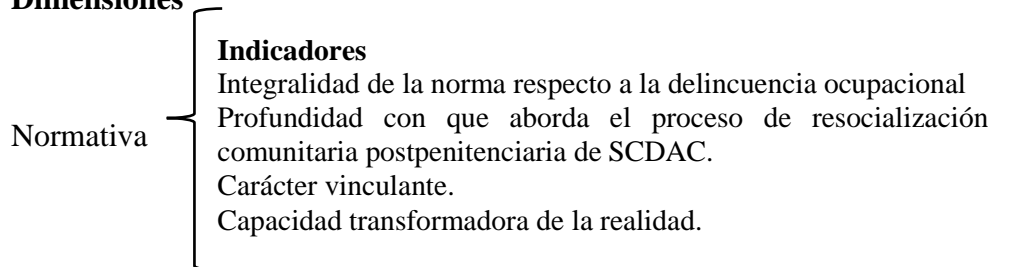 Dimensiones
Indicadores
Integralidad de la norma respecto a la delincuencia ocupacional
Profundidad con que aborda el proceso de resocialización
Normativa
comunitaria postpenitenciaria de SCDAC.
Carácter vinculante.
Capacidad transformadora de la realidad.